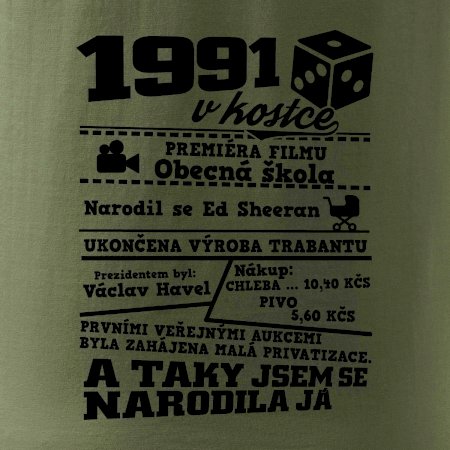 1991
v kostce
PREMIÉRA FILMU
Obecná škola
Narodil se Ed Sheeran
UKONČENA VÝROBA TRABANTU
Prezidentem byl:
Václav Havel
Nákup:
CHLEBA ... 10,40 KČS
PIVO
5,60 KČS
PRVNÍMI VEŘEJNÝMI AUKCEMI
BYLA ZAHÁJENA MALÁ PRIVATIZACE.
A TAKY JSEM SE
NARODILA JÁ